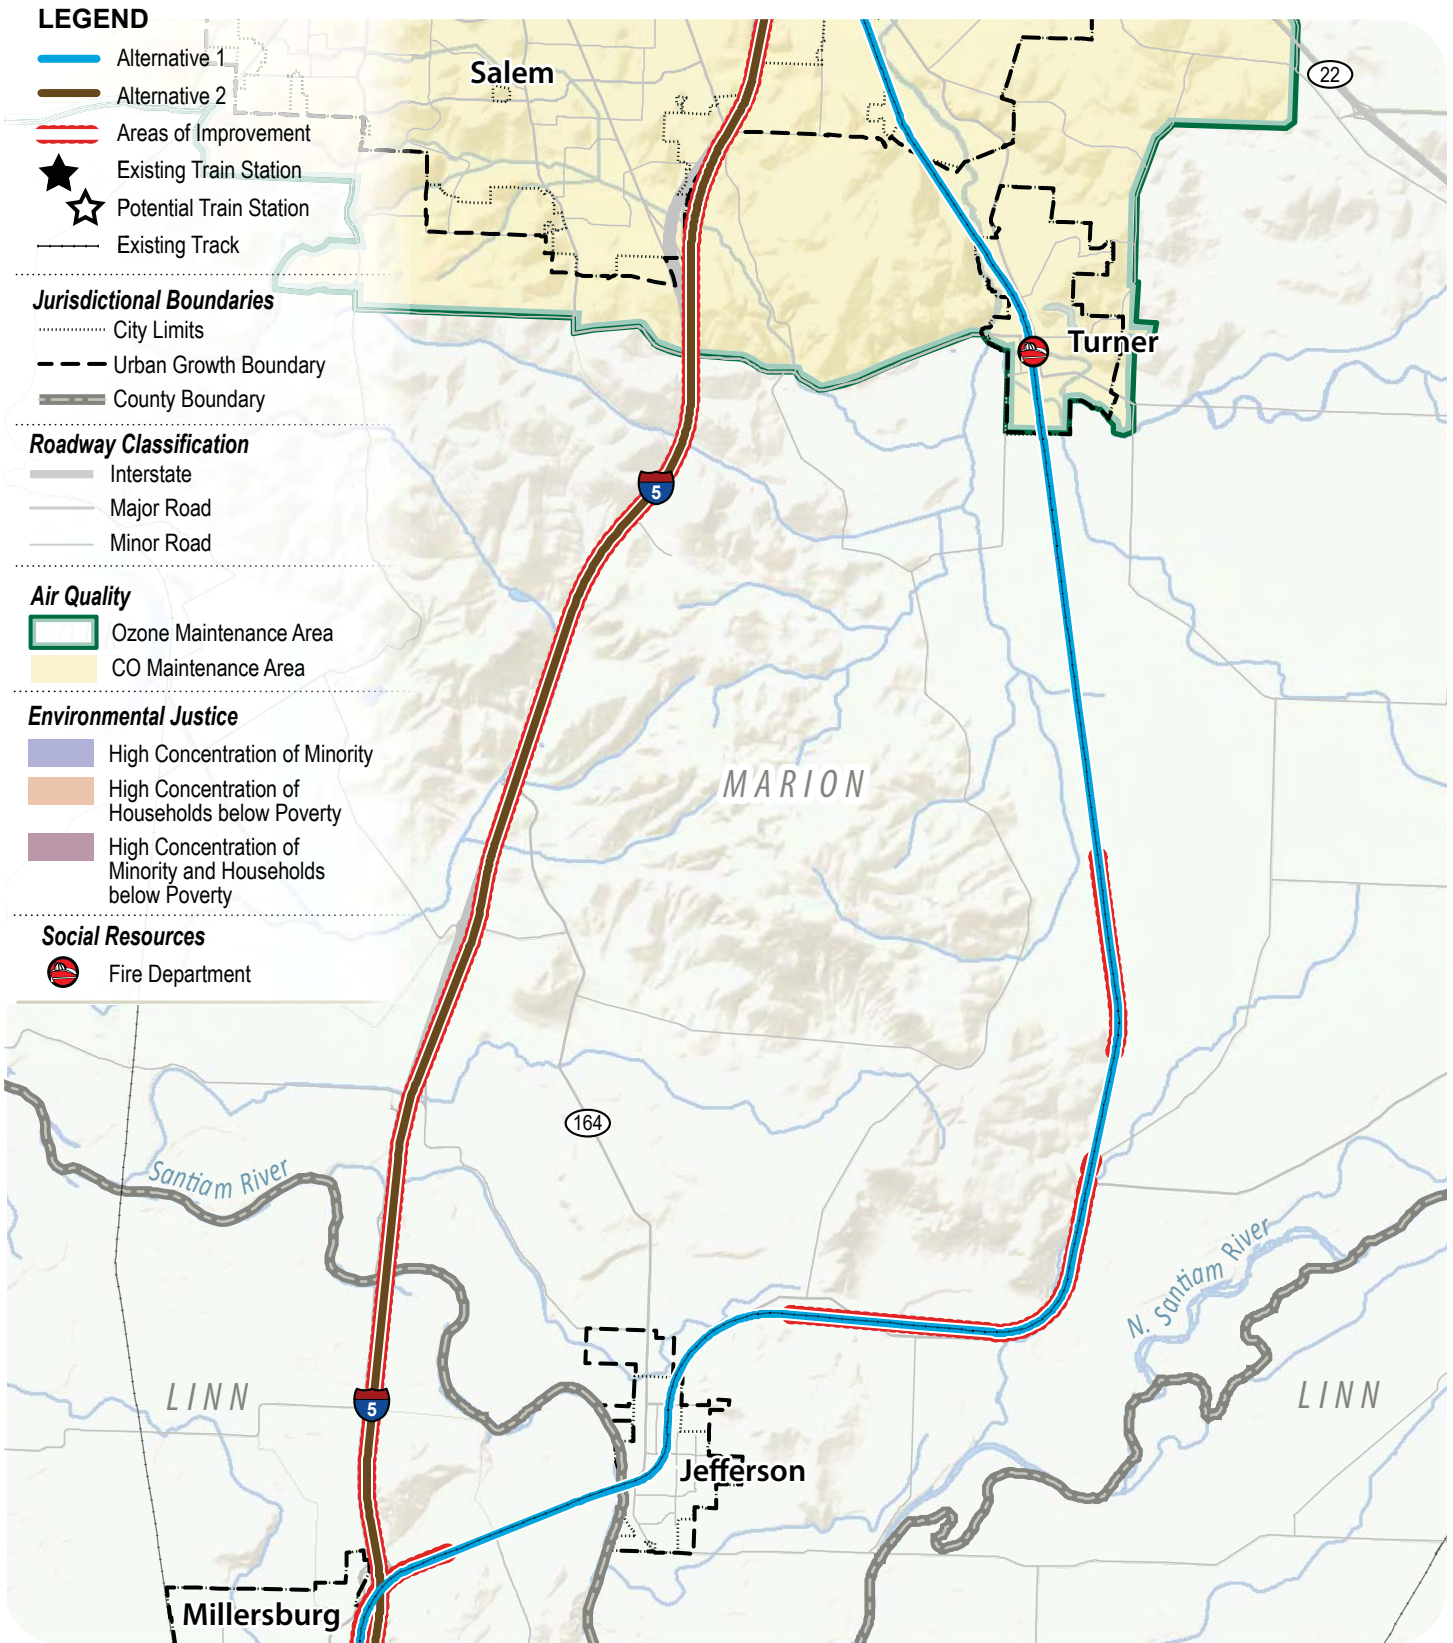 LEGEND
Alternative 1
Alternative 2
Areas of Improvement
Existing Train Station
Potential Train Station
Existing Track
Jurisdictional Boundaries
City Limits
Urban Growth Boundary
County Boundary
Roadway Classification
Interstate
Major Road
Minor Road
Air Quality
Ozone Maintenance Area
CO Maintenance Area
Environmental Justice
High Concentration of Minority
High Concentration of
Households below Poverty
High Concentration of
Minority and Households
below Poverty
Social Resources
Fire Department
Salem
22
Turner
5
MARION
164
Santiam River
N. Santiam River
LINN
5
LINN
Jefferson
Millersburg